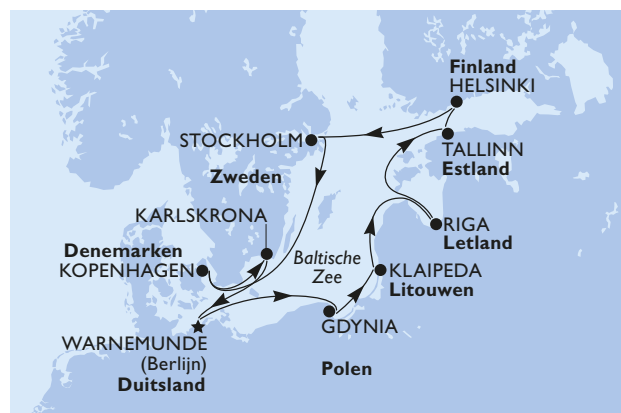 Finland
HELSINKI
STOCKHOLM
TALLINN
Estland
Zweden
KARLSKRONA
RIGA
Letland
Denemarken
KOPENHAGEN
Baltische
Zee
KLAIPEDA
Litouwen
GDYNIA
WARNEMUNDE
(Berlijn)
Duitsland
Polen